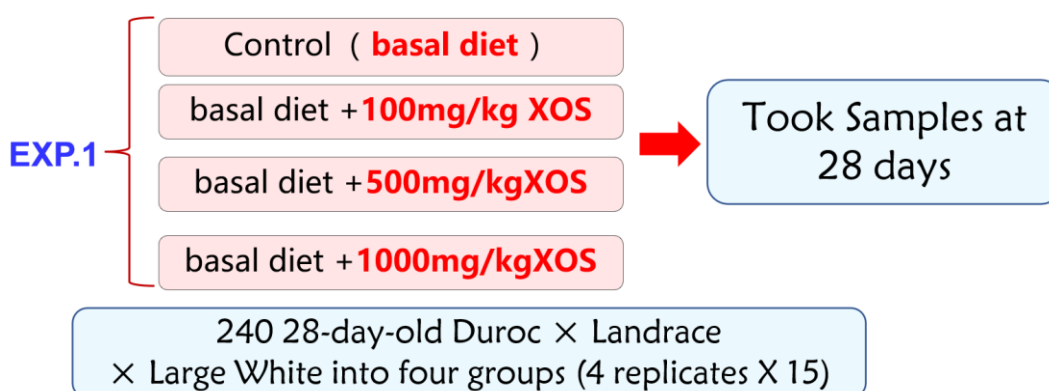 Control ( basal diet )
basal diet +100mg/kg XOS
EXP.1
basal diet +500mg/kgXOS
basal diet +1000mg/kgXOS
Took Samples at
28 days
240 28-day-old Duroc × Landrace
× Large White into four groups (4 replicates X 15)